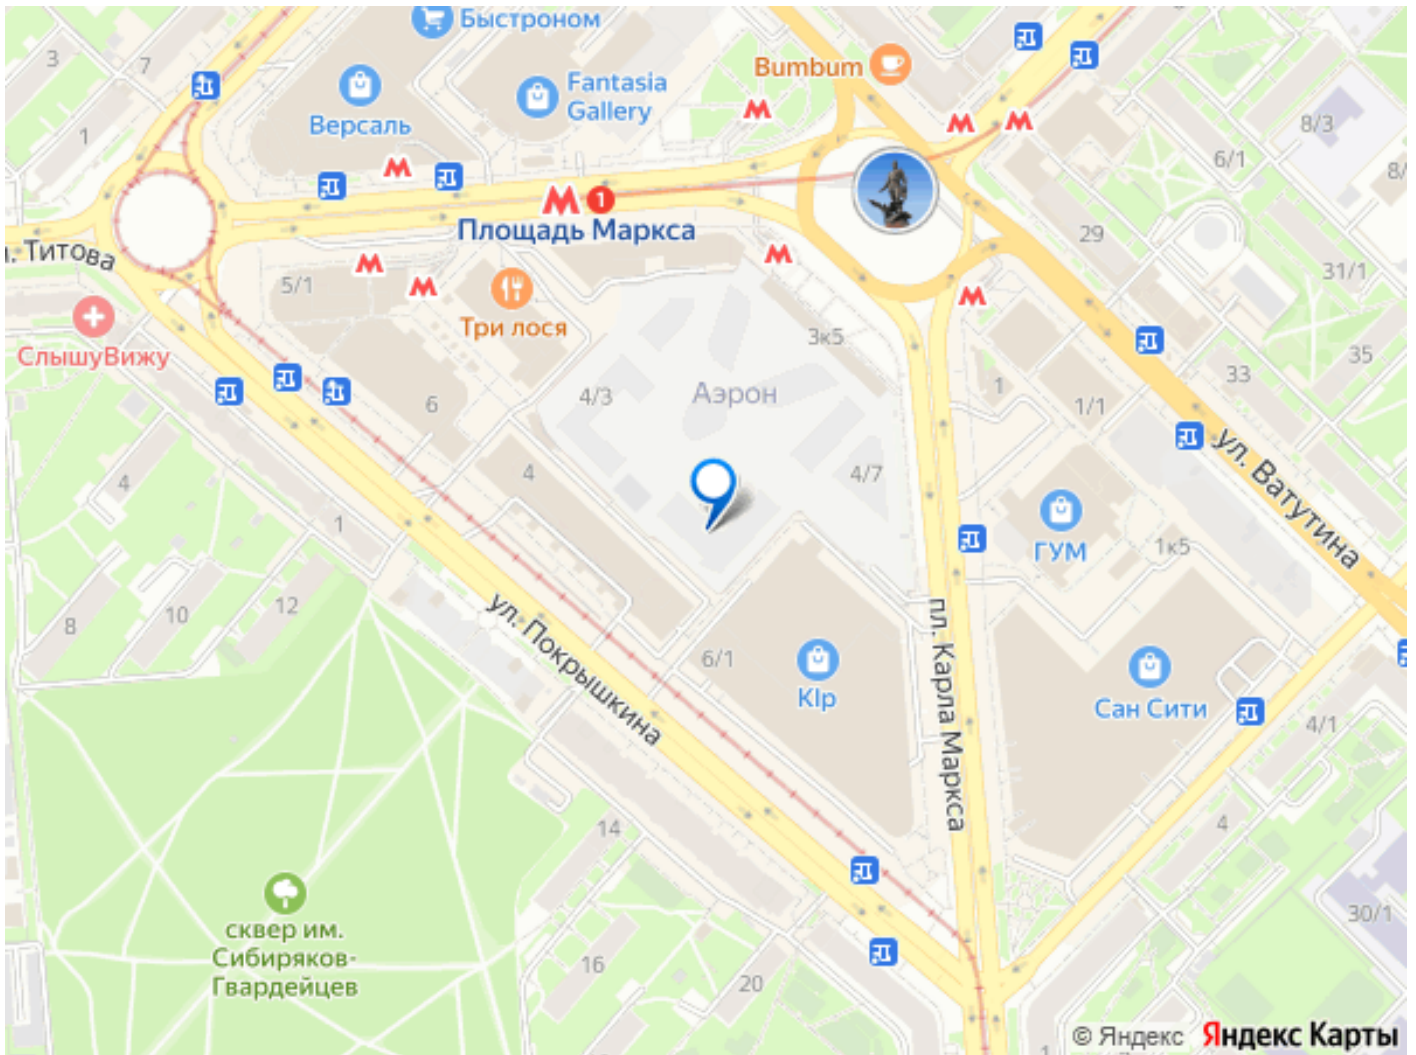 Быстроном
3
7
Bumbum
Fantasia
Gallery
Версаль
1
8/3
6/1
8/
М
М
М
М
М 1
Площадь Маркса
29
. Титова
М
М
М
М
31/1
5/1
Три лося
СлышуВижу
3к5
35
33
1
1/1
Аэрон
4/3
6
ул. Ватутина
4
4/7
4
1
ГУМ
1к5
12
10
8
ул. Покрышкина
пл. Карла Маркса
6/1
KIp
Сан Сити
4/1
14
4
сквер им.
Сибиряков-
Гвардейцев
30/1
16
20
1
© Яндекс Яндекс Карты